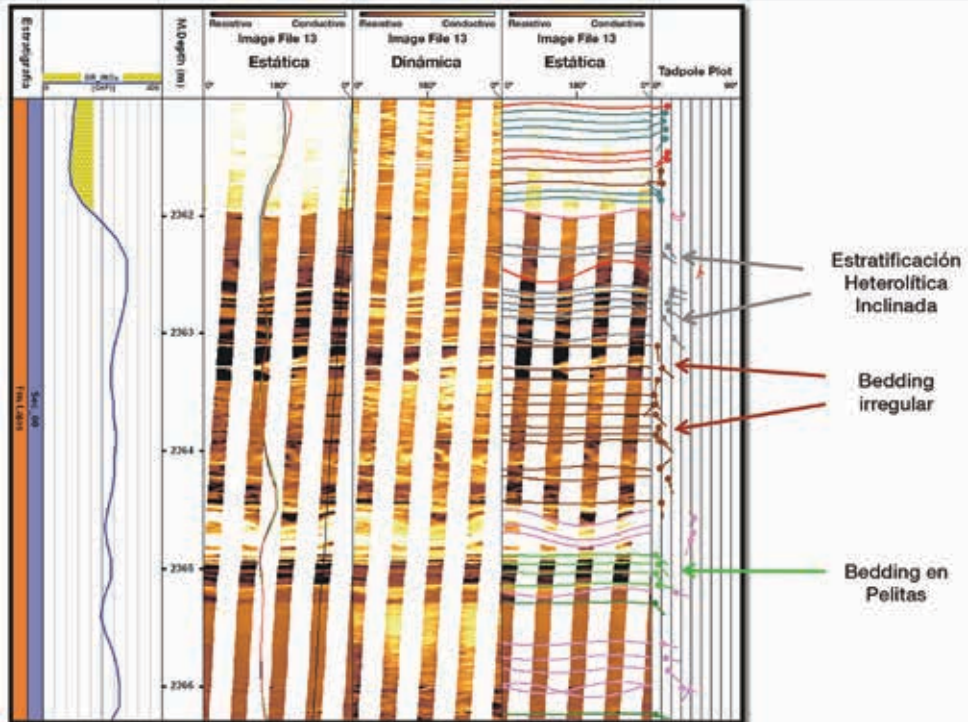 Estratigrafía
M.Depth (m)
Resistivo Conductivo
Image File 13
Estática
0° 180° 0°
Resistivo Conductivo
Image File 13
Dinámica
0° 180° 0°
Resistivo Conductivo
Image File 13
Estática
0° 180° 0°
Tadpole Plot
0° 90°
2362
2363
2364
2365
2366
Estratificación
Heterolítica
Inclinada
Bedding
irregular
Bedding en
Pelitas